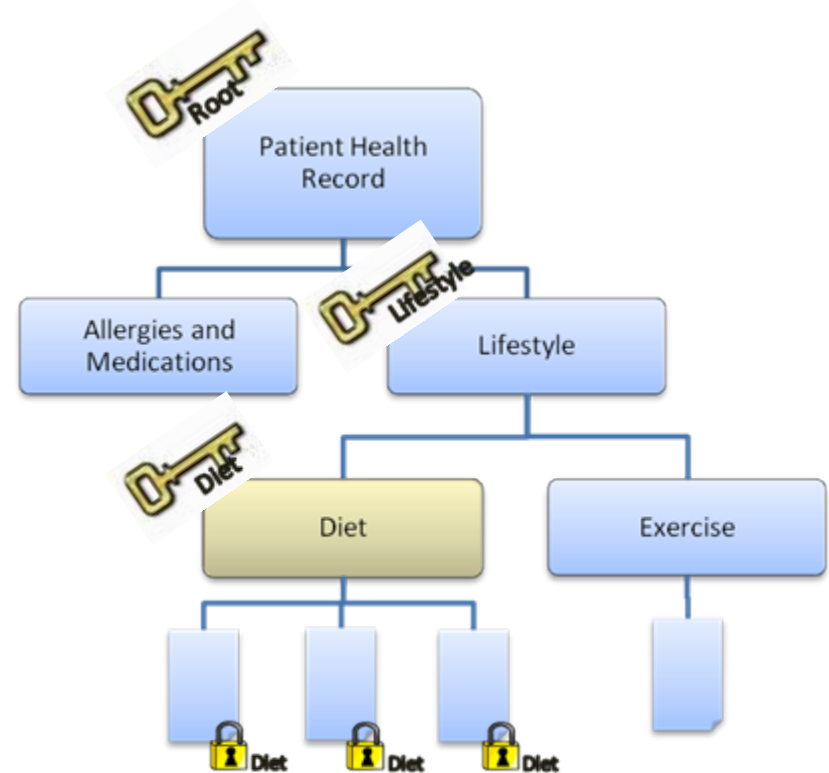 Root
Patient Health
Record
Lifestyle
Allergies and
Medications
Lifestyle
Diet
Diet
Exercise
Diet
Diet
Diet